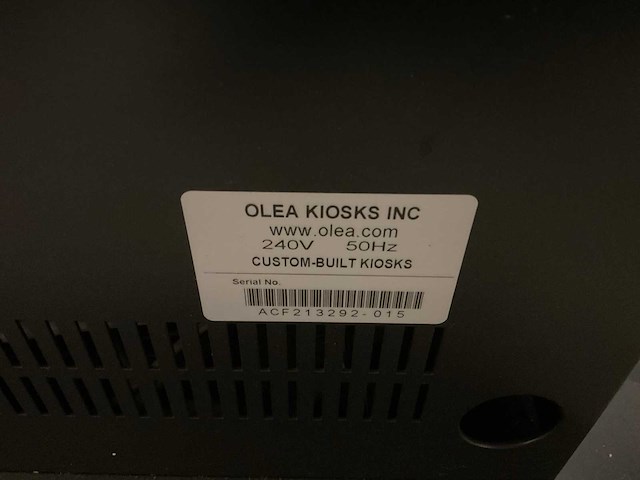 OLEA KIOSKS INC
www.olea.com
240V 50Hz
CUSTOM-BUILT KIOSKS
Serial No.
ACF213292-015